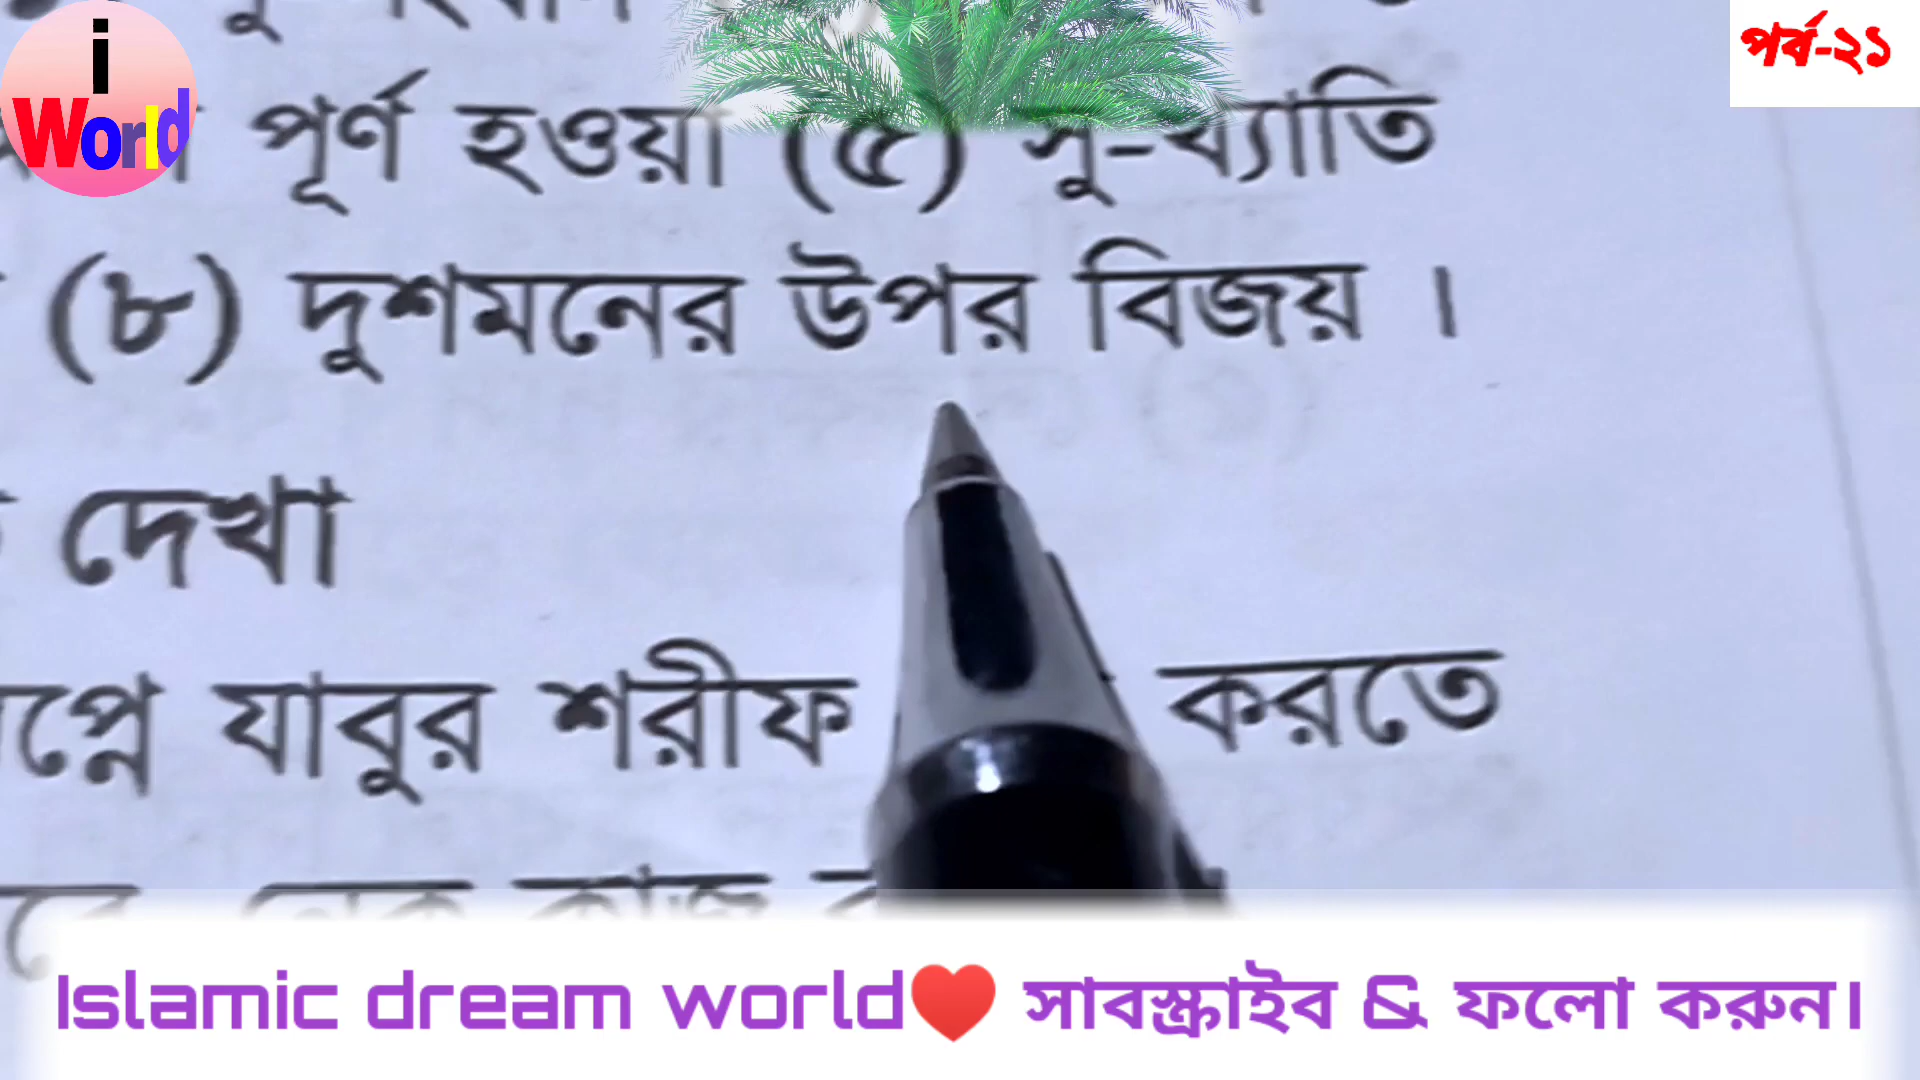 i
World
পর্ব-২১
পূর্ণ হওয়া (৫) সু-খ্যাতি
(৮) দুশমনের উপর বিজয় ।
দেখা
যাবুর শরীফ করতে
Islamic dream world❤️ সাবস্ক্রাইব & ফলো করুন।